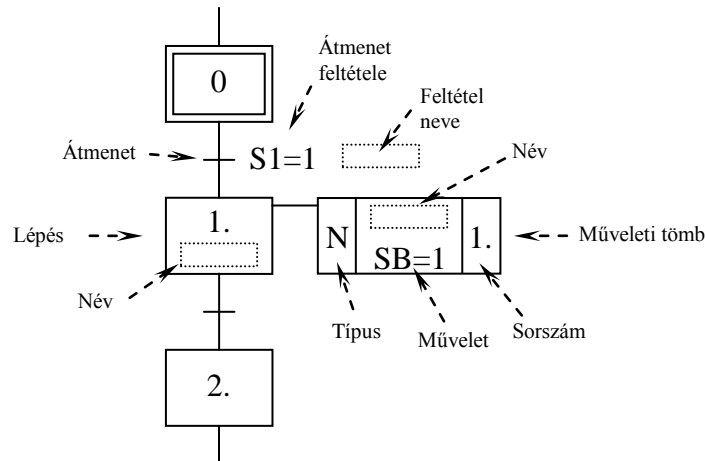 Átmenet
feltétele
0
Feltétel
neve
Átmenet
S1=1
Név
Lépés
1.
N
SB=1
1.
Műveleti tömb
Név
Típus
Művelet
Sorszám
2.